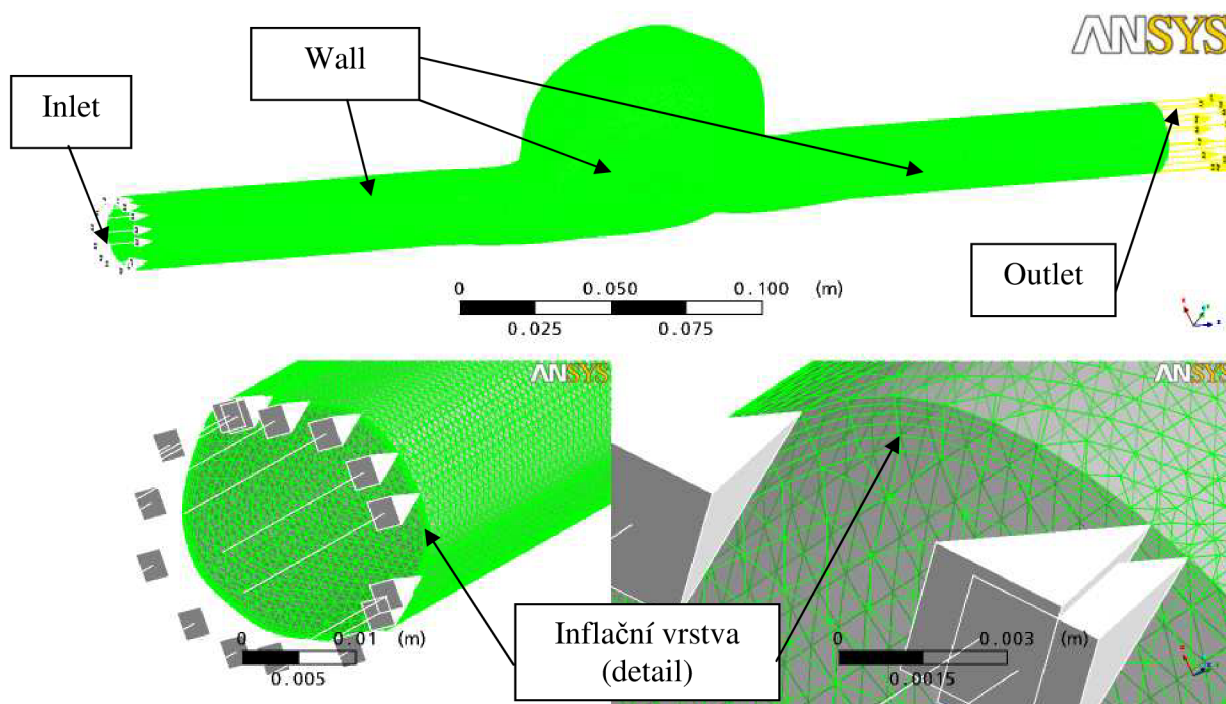 ANSYS
Wall
Inlet
Outlet
0 0.050 0.100 (m)
0.025 0.075
ANSYS
ANSYS
Inflační vrstva
(detail)
0 0.01 (m)
0.005
0 0.003 (m)
0.0015